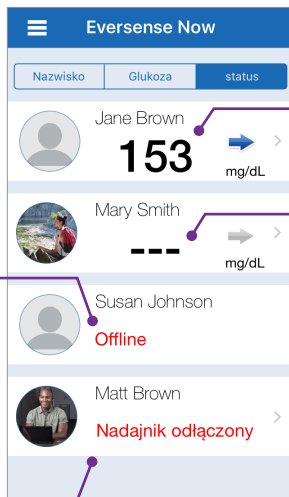 Eversense Now
Nazwisko Glukoza status
Jane Brown
153
mg/dL
Mary Smith
---
mg/dL
Susan Johnson
Offline
Matt Brown
Nadajnik odłączony